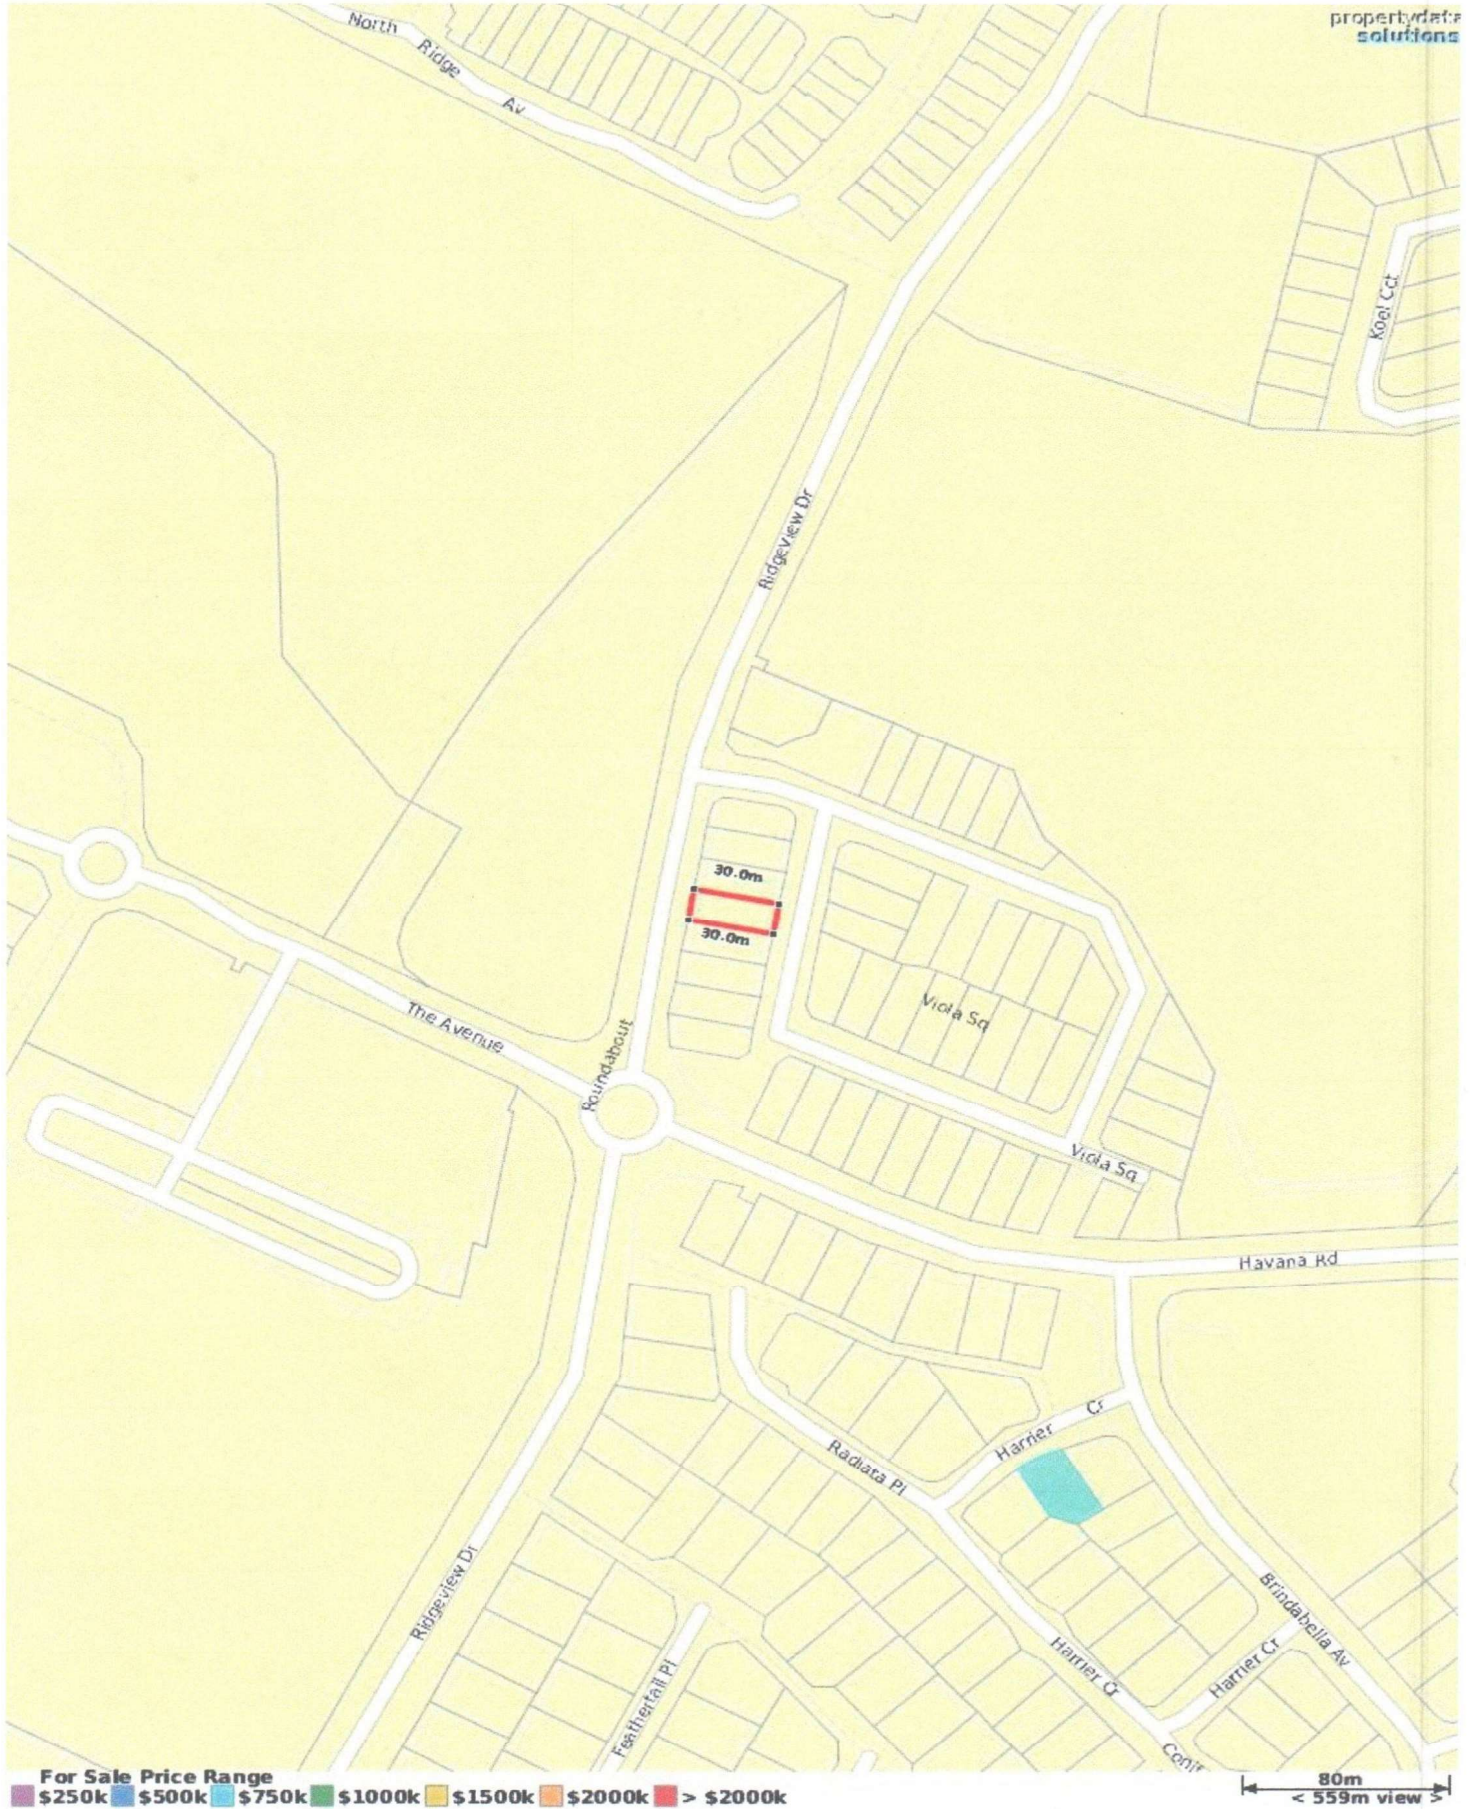 propertydata
solutions
North
Ridge
Av
Koel Cct
Ridgeview Dr
30.0m
30.0m
Viola Sq
The Avenue
Roundabout
Viola Sq
Havana Rd
Harrier Cr
Radiata Pl
Ridgeview Dr
Brindabella Av
Harrier Cr
Harrier Cr
Feathertail Pl
Conif
For Sale Price Range
$250k $500k $750k $1000k $1500k $2000k > $2000k
80m
< 559m view >